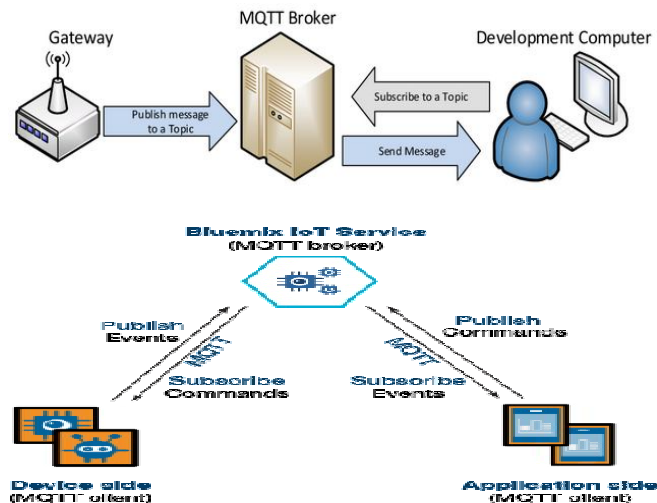 MQTT Broker
Gateway
Development Computer
Publish message
to a Topic
Subscribe to a Topic
Send Message
Bluemix IoT Service
(MQTT broker)
Publish
Events
MQTT
Subscribe
Commands
Publish
Commands
MQTT
Subscribe
Events
Device side
(MQTT client)
Application side
(MQTT client)